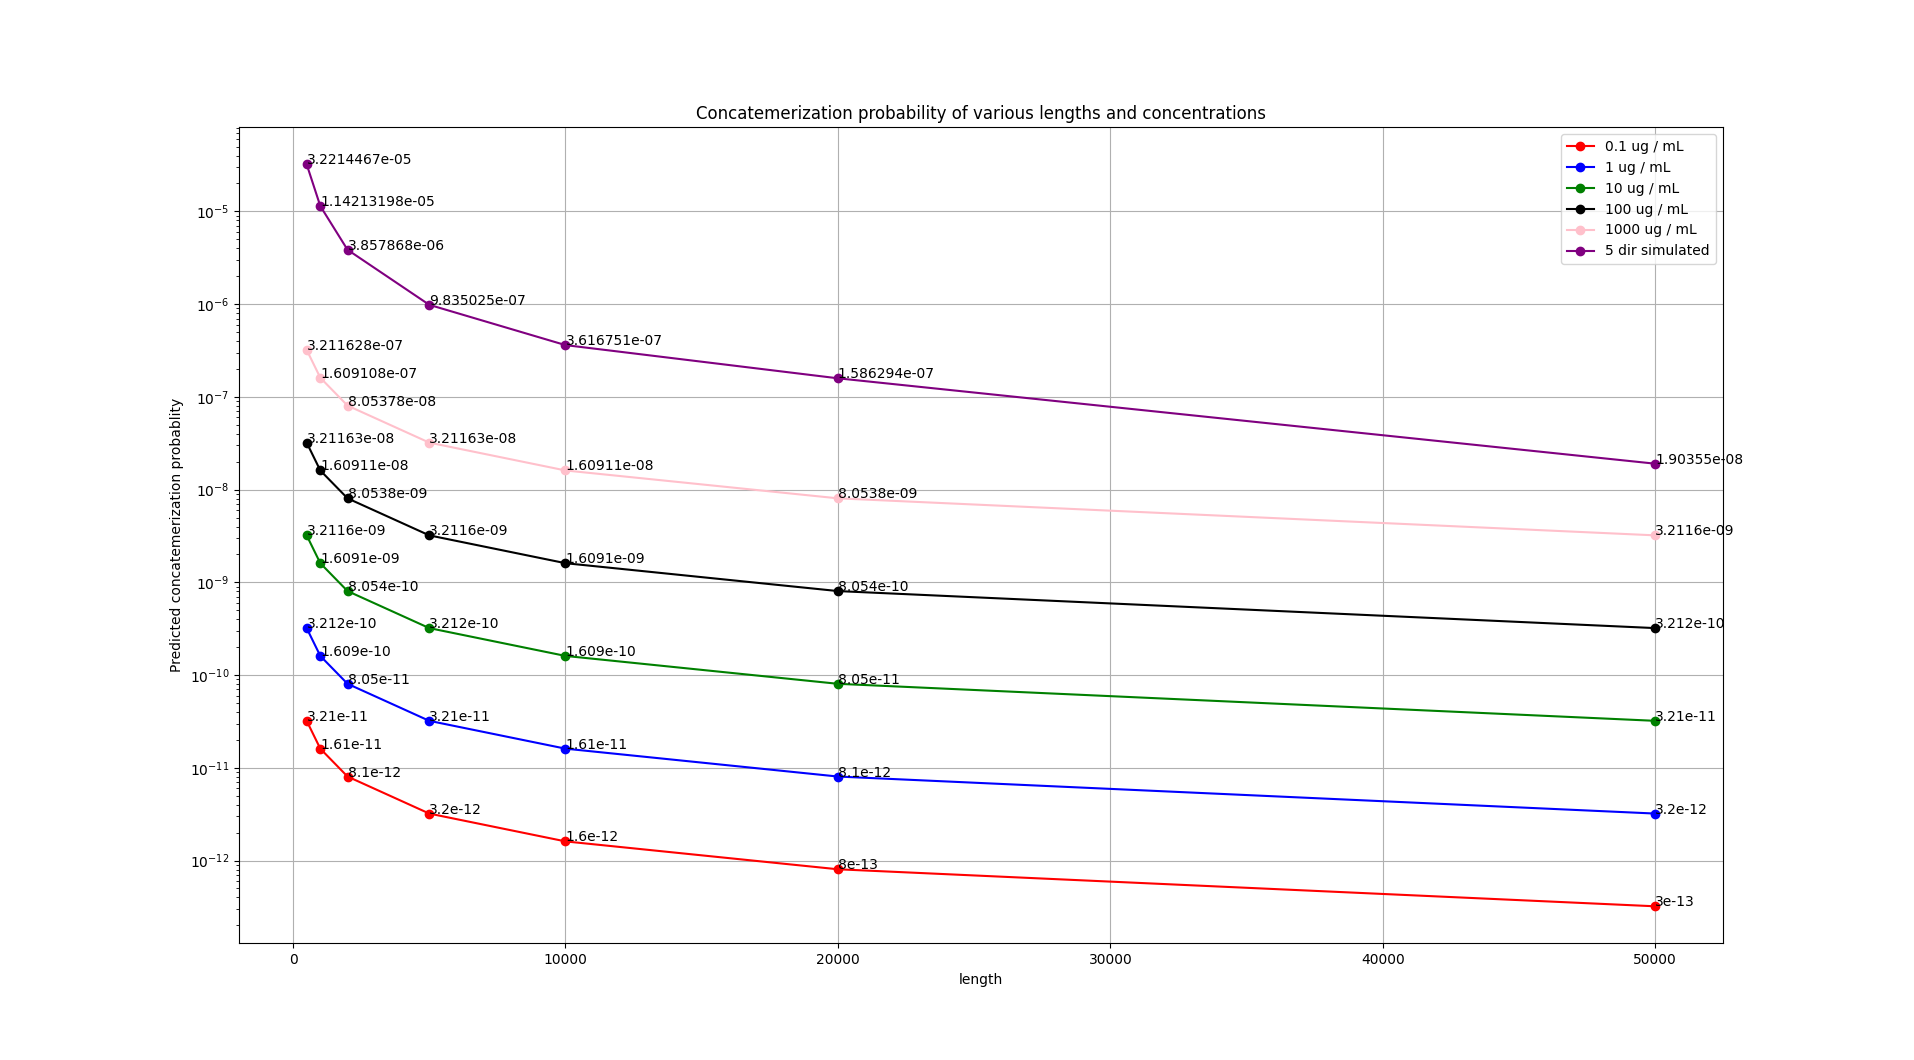 Concatemerization probability of various lengths and concentrations
0.1 ug / mL
1 ug / mL
10 ug / mL
100 ug / mL
1000 ug / mL
5 dir simulated
3.2214467e-05
1.14213198e-05
3.857868e-06
9.835025e-07
3.616751e-07
1.586294e-07
1.90355e-08
3.211628e-07
1.609108e-07
8.05378e-08
3.21163e-08
1.60911e-08
8.0538e-09
3.2116e-09
3.21163e-08
1.60911e-08
8.0538e-09
3.2116e-09
1.6091e-09
8.054e-10
3.212e-10
3.2116e-09
1.6091e-09
8.054e-10
3.212e-10
1.609e-10
8.05e-11
3.21e-11
3.212e-10
1.609e-10
8.05e-11
3.21e-11
1.61e-11
8.1e-12
3.2e-12
3.21e-11
1.61e-11
8.1e-12
3.2e-12
1.6e-12
8e-13
3e-13
10⁻⁵
10⁻⁶
10⁻⁷
10⁻⁸
10⁻⁹
10⁻¹⁰
10⁻¹¹
10⁻¹²
Predicted concatemerization probablity
0 10000 20000 30000 40000 50000
length